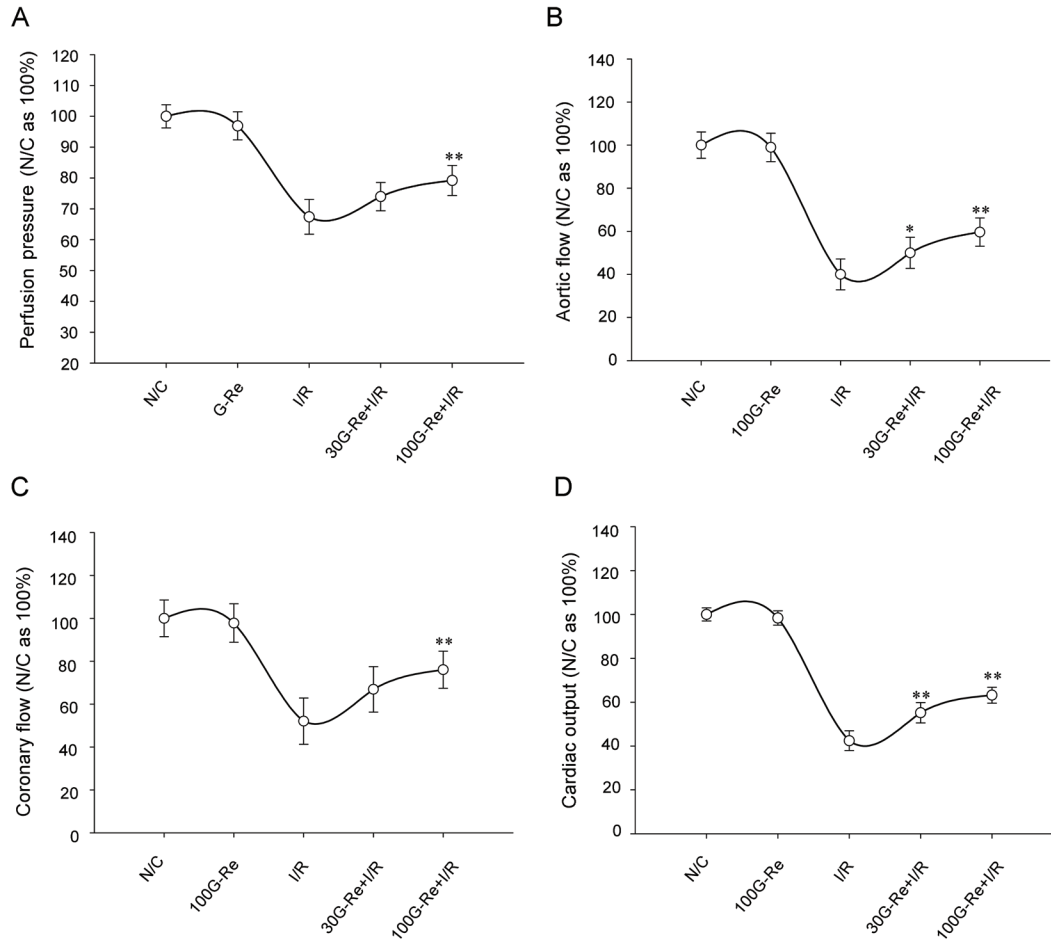 A
Perfusion pressure (N/C as 100%)
120
110
100
90
80
70
60
50
40
30
20
**
N/C
G-Re
I/R
30G-Re+I/R
100G-Re+I/R
B
Aortic flow (N/C as 100%)
140
120
100
80
60
40
20
0
*
**
N/C
100G-Re
I/R
30G-Re+I/R
100G-Re+I/R
C
Coronary flow (N/C as 100%)
140
120
100
80
60
40
20
0
**
N/C
100G-Re
I/R
30G-Re+I/R
100G-Re+I/R
D
Cardiac output (N/C as 100%)
140
120
100
80
60
40
20
0
**
**
N/C
100G-Re
I/R
30G-Re+I/R
100G-Re+I/R